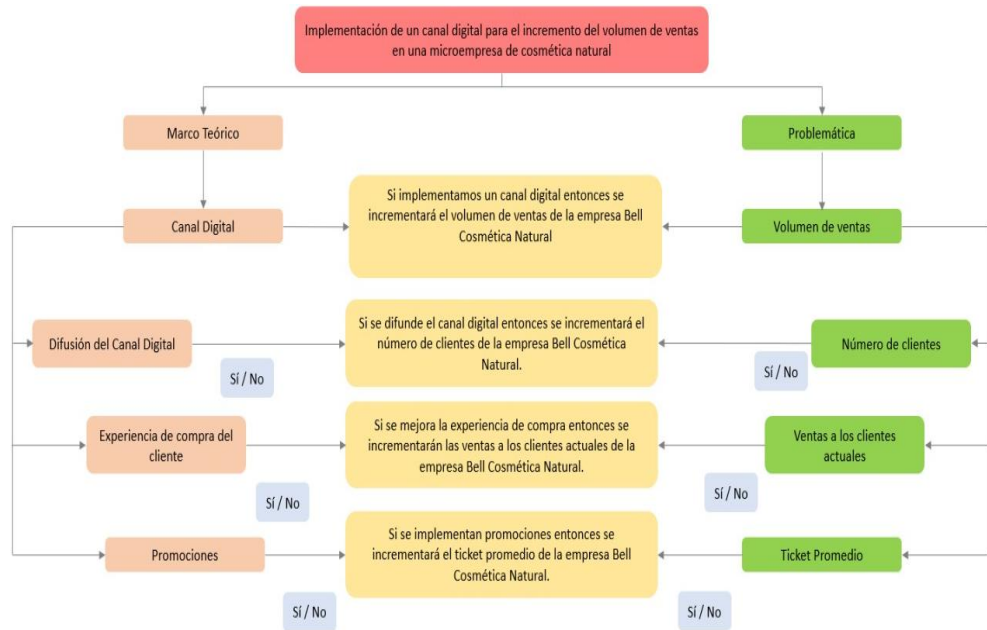 Implementación de un canal digital para el incremento del volumen de ventas
en una microempresa de cosmética natural
Marco Teórico
Problemática
Si implementamos un canal digital entonces se
incrementará el volumen de ventas de la empresa Bell
Cosmética Natural
Canal Digital
Volumen de ventas
Si se difunde el canal digital entonces se incrementará el
número de clientes de la empresa Bell Cosmética
Natural.
Difusión del Canal Digital
Número de clientes
Sí / No
Sí / No
Si se mejora la experiencia de compra entonces se
incrementarán las ventas a los clientes actuales de la
empresa Bell Cosmética Natural.
Experiencia de compra del
cliente
Ventas a los clientes
actuales
Sí / No
Sí / No
Si se implementan promociones entonces se
incrementará el ticket promedio de la empresa Bell
Cosmética Natural.
Promociones
Ticket Promedio
Sí / No
Sí / No